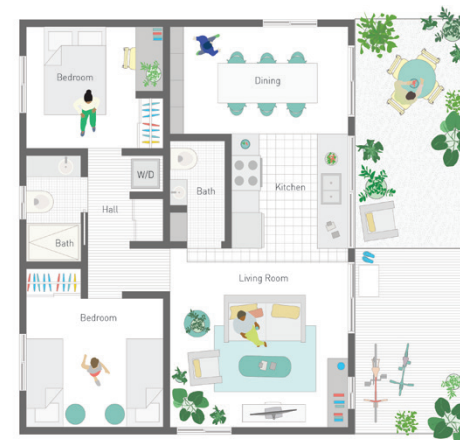 Bedroom
Dining
W/D
Bath
Kitchen
Hall
Bath
Living Room
Bedroom